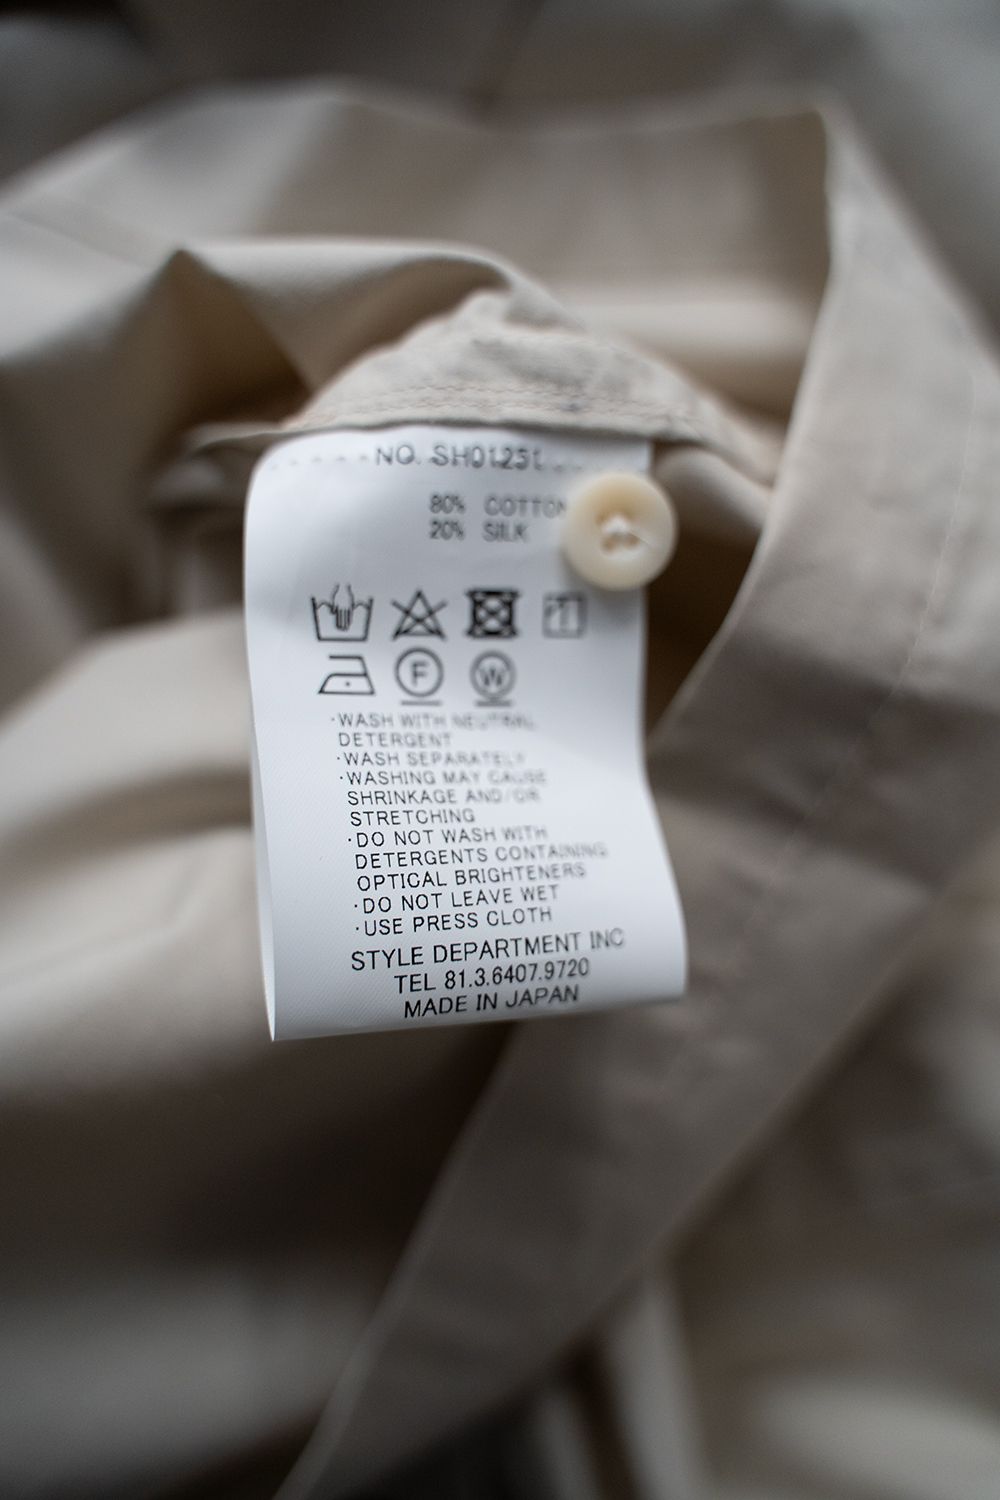 NO. SH01251
80% COTTON
20% SILK
F W
·WASH WITH NEUTRAL
DETERGENT
·WASH SEPARATELY
·WASHING MAY CAUSE
SHRINKAGE AND/OR
STRETCHING
·DO NOT WASH WITH
DETERGENTS CONTAINING
OPTICAL BRIGHTENERS
·DO NOT LEAVE WET
·USE PRESS CLOTH
STYLE DEPARTMENT INC
TEL 81.3.6407.9720
MADE IN JAPAN